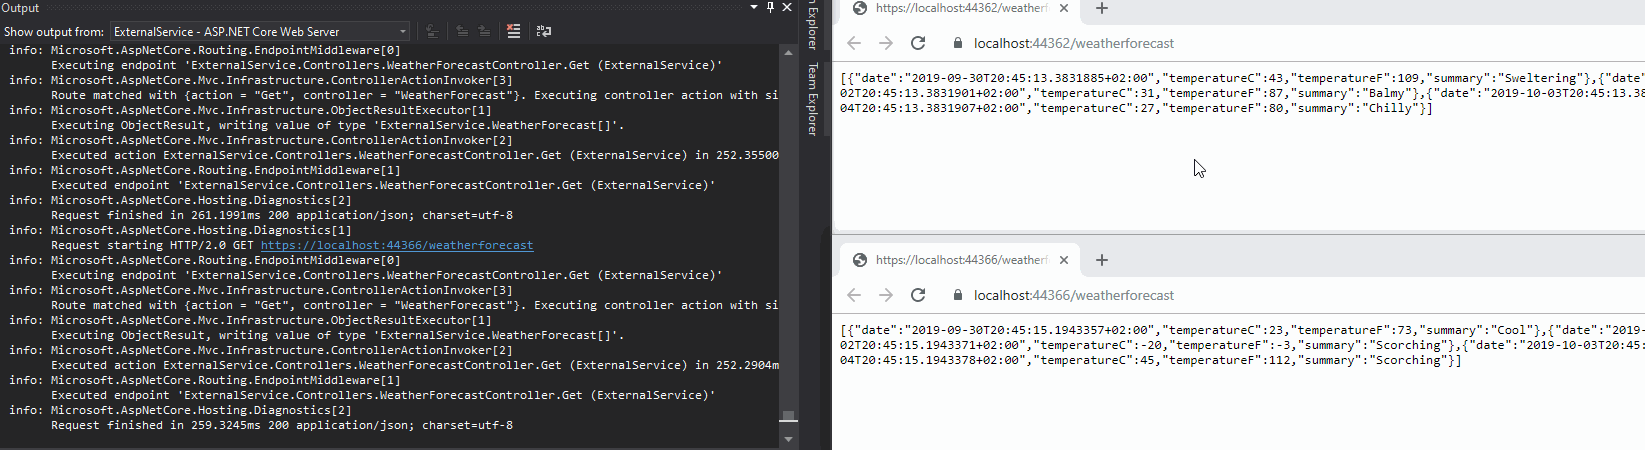 Output
Show output from: ExternalService - ASP.NET Core Web Server
info: Microsoft.AspNetCore.Routing.EndpointMiddleware[0]
Executing endpoint 'ExternalService.Controllers.WeatherForecastController.Get (ExternalService)'
info: Microsoft.AspNetCore.Mvc.Infrastructure.ControllerActionInvoker[3]
Route matched with {action = "Get", controller = "WeatherForecast"}. Executing controller action with si
info: Microsoft.AspNetCore.Mvc.Infrastructure.ObjectResultExecutor[1]
Executing ObjectResult, writing value of type 'ExternalService.WeatherForecast[]'.
info: Microsoft.AspNetCore.Mvc.Infrastructure.ControllerActionInvoker[2]
Executed action ExternalService.Controllers.WeatherForecastController.Get (ExternalService) in 252.35500
info: Microsoft.AspNetCore.Routing.EndpointMiddleware[1]
Executed endpoint 'ExternalService.Controllers.WeatherForecastController.Get (ExternalService)'
info: Microsoft.AspNetCore.Hosting.Diagnostics[2]
Request finished in 261.1991ms 200 application/json; charset=utf-8
info: Microsoft.AspNetCore.Hosting.Diagnostics[1]
Request starting HTTP/2.0 GET https://localhost:44366/weatherforecast
info: Microsoft.AspNetCore.Routing.EndpointMiddleware[0]
Executing endpoint 'ExternalService.Controllers.WeatherForecastController.Get (ExternalService)'
info: Microsoft.AspNetCore.Mvc.Infrastructure.ControllerActionInvoker[3]
Route matched with {action = "Get", controller = "WeatherForecast"}. Executing controller action with si
info: Microsoft.AspNetCore.Mvc.Infrastructure.ObjectResultExecutor[1]
Executing ObjectResult, writing value of type 'ExternalService.WeatherForecast[]'.
info: Microsoft.AspNetCore.Mvc.Infrastructure.ControllerActionInvoker[2]
Executed action ExternalService.Controllers.WeatherForecastController.Get (ExternalService) in 252.2904m
info: Microsoft.AspNetCore.Routing.EndpointMiddleware[1]
Executed endpoint 'ExternalService.Controllers.WeatherForecastController.Get (ExternalService)'
info: Microsoft.AspNetCore.Hosting.Diagnostics[2]
Request finished in 259.3245ms 200 application/json; charset=utf-8
n Explorer
Team Explorer
https://localhost:44362/weatherf
localhost:44362/weatherforecast
[{"date":"2019-09-30T20:45:13.3831885+02:00","temperatureC":43,"temperatureF":109,"summary":"Sweltering"},{"date
02T20:45:13.3831901+02:00","temperatureC":31,"temperatureF":87,"summary":"Balmy"},{"date":"2019-10-03T20:45:13.38
04T20:45:13.3831907+02:00","temperatureC":27,"temperatureF":80,"summary":"Chilly"}]
https://localhost:44366/weatherf
localhost:44366/weatherforecast
[{"date":"2019-09-30T20:45:15.1943357+02:00","temperatureC":23,"temperatureF":73,"summary":"Cool"},{"date":"2019-
02T20:45:15.1943371+02:00","temperatureC":-20,"temperatureF":-3,"summary":"Scorching"},{"date":"2019-10-03T20:45:
04T20:45:15.1943378+02:00","temperatureC":45,"temperatureF":112,"summary":"Scorching"}]